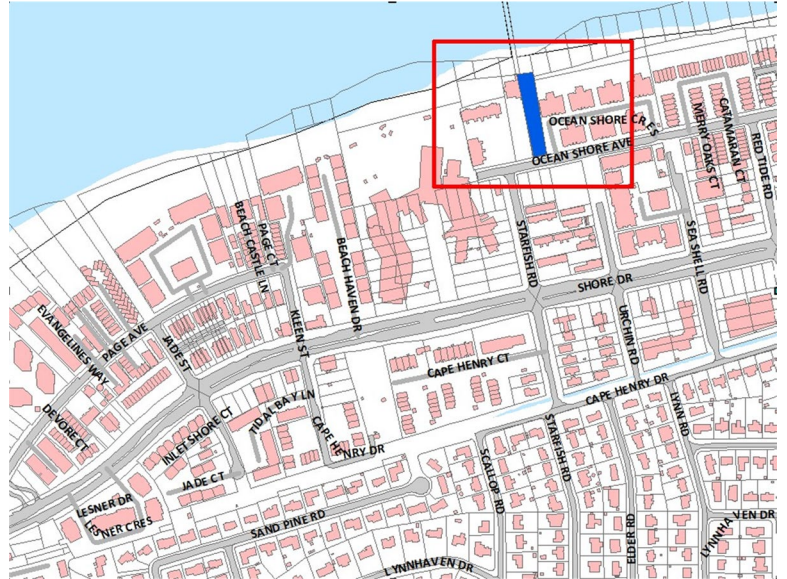 OCEAN SHORE CRES
OCEAN SHORE AVE
MERRY OAKS CT
CATAMARAN CT
RED TIDE RD
STARFISH RD
SEA SHELL RD
PAGE CT
BEACH CASTLE LN
BEACH HAVEN DR
SHORE DR
URCHIN RD
KLEEN ST
EVANGELINES WAY
PAGE AVE
JADE ST
CAPE HENRY CT
CAPE HENRY DR
LYNN RD
DEVORE CT
INLET SHORE CT
TIDAL BAY LN
CAPE HE
NRY DR
STARFISH RD
SCALLOP RD
JADE CT
LESNER DR
LESNER CRES
SAND PINE RD
ELDER RD
LYNNHAVEN DR
LYNNHAVEN DR